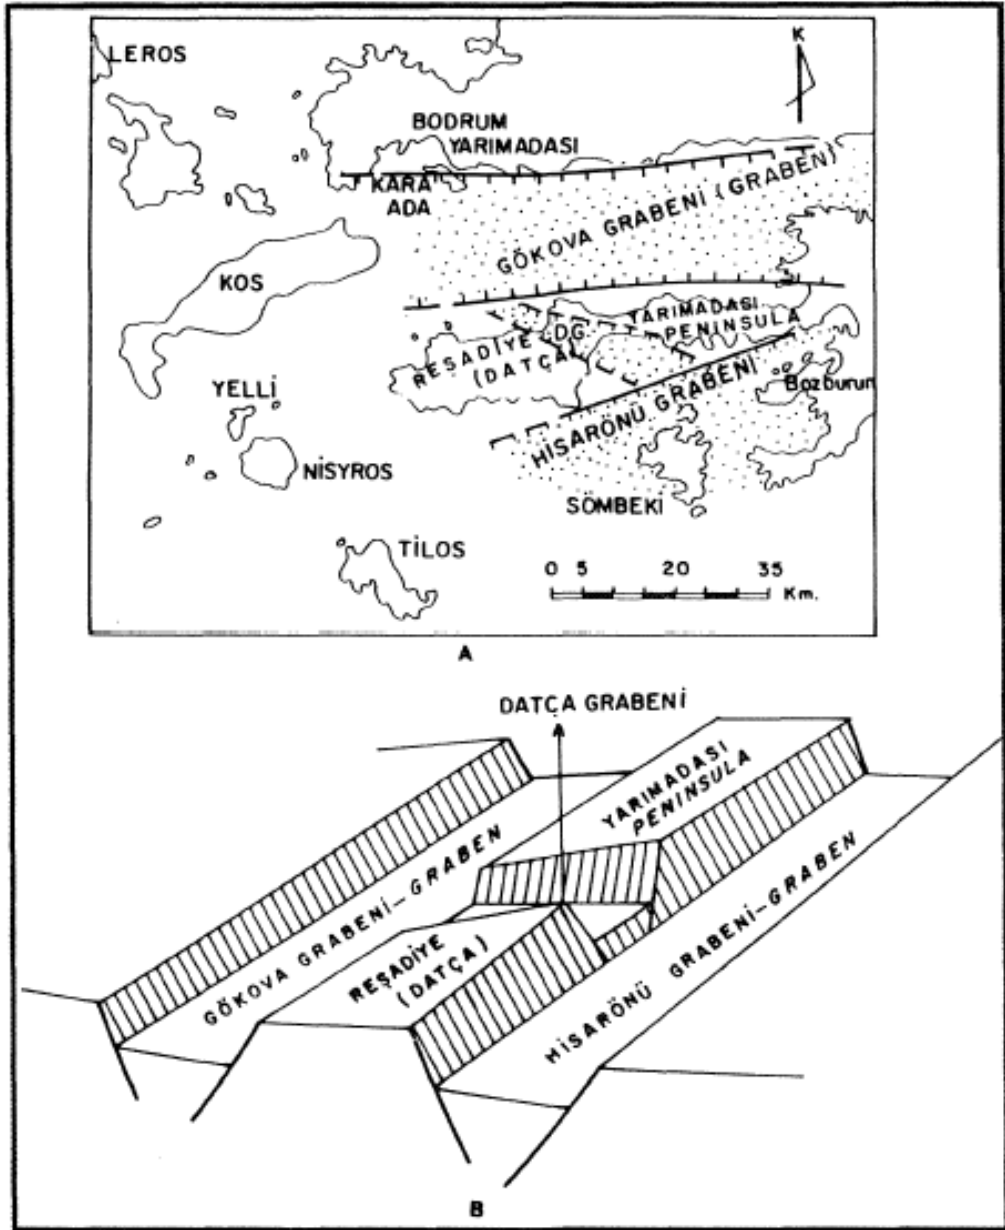 LEROS
K
BODRUM
YARIMADASI
KARA
ADA
GÖKOVA GRABENİ (GRABEN)
KOS
YARIMADASI
PENINSULA
DG
REŞADİYE
(DATÇA)
HİSARÖNÜ GRABENİ
Bozburun
YELLİ
NİSYROS
SÖMBEKİ
TİLOS
0 5 20 35
Km.
A
DATÇA GRABENİ
YARIMADASI
PENINSULA
GÖKOVA GRABENİ-GRABEN
REŞADİYE
(DATÇA)
HİSARÖNÜ GRABENİ-GRABEN
B